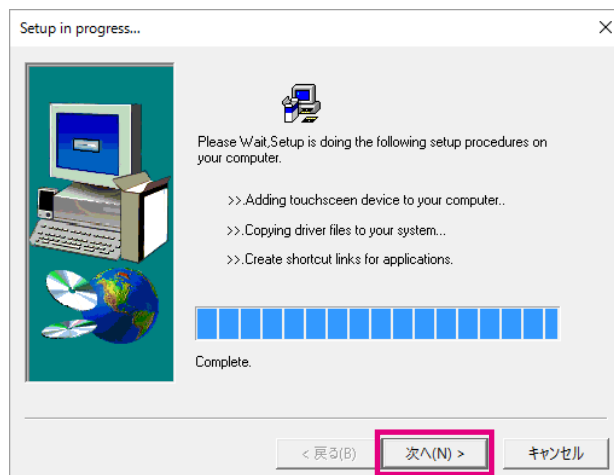 Setup in progress...
Please Wait,Setup is doing the following setup procedures on
your computer.
>>.Adding touchsceen device to your computer..
>>.Copying driver files to your system...
>>.Create shortcut links for applications.
Complete.
< 戻る(B) 次へ(N) > キャンセル